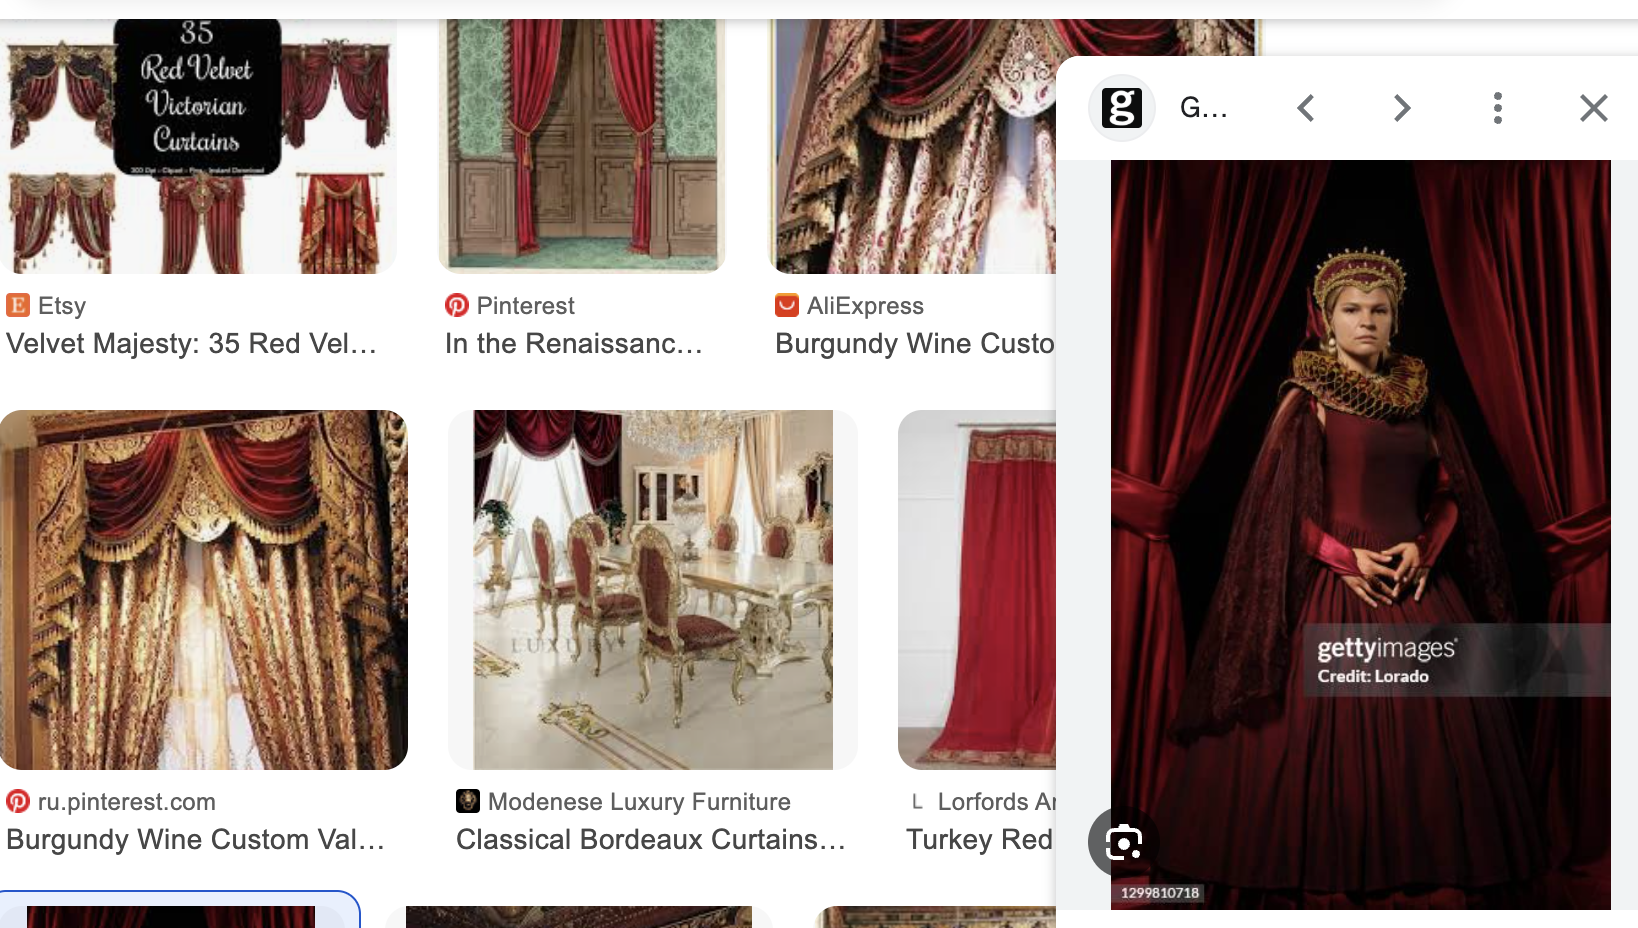 35
Red Velvet
Victorian
Curtains
300 Dpi - Clipart - Png - Instant Download
E Etsy
Velvet Majesty: 35 Red Vel...
Pinterest
In the Renaissanc...
AliExpress
Burgundy Wine Custo
g G...
gettyimages®
Credit: Lorado
1299810718
LUXURY
ru.pinterest.com
Burgundy Wine Custom Val...
Modenese Luxury Furniture
Classical Bordeaux Curtains...
L Lorfords Ar
Turkey Red